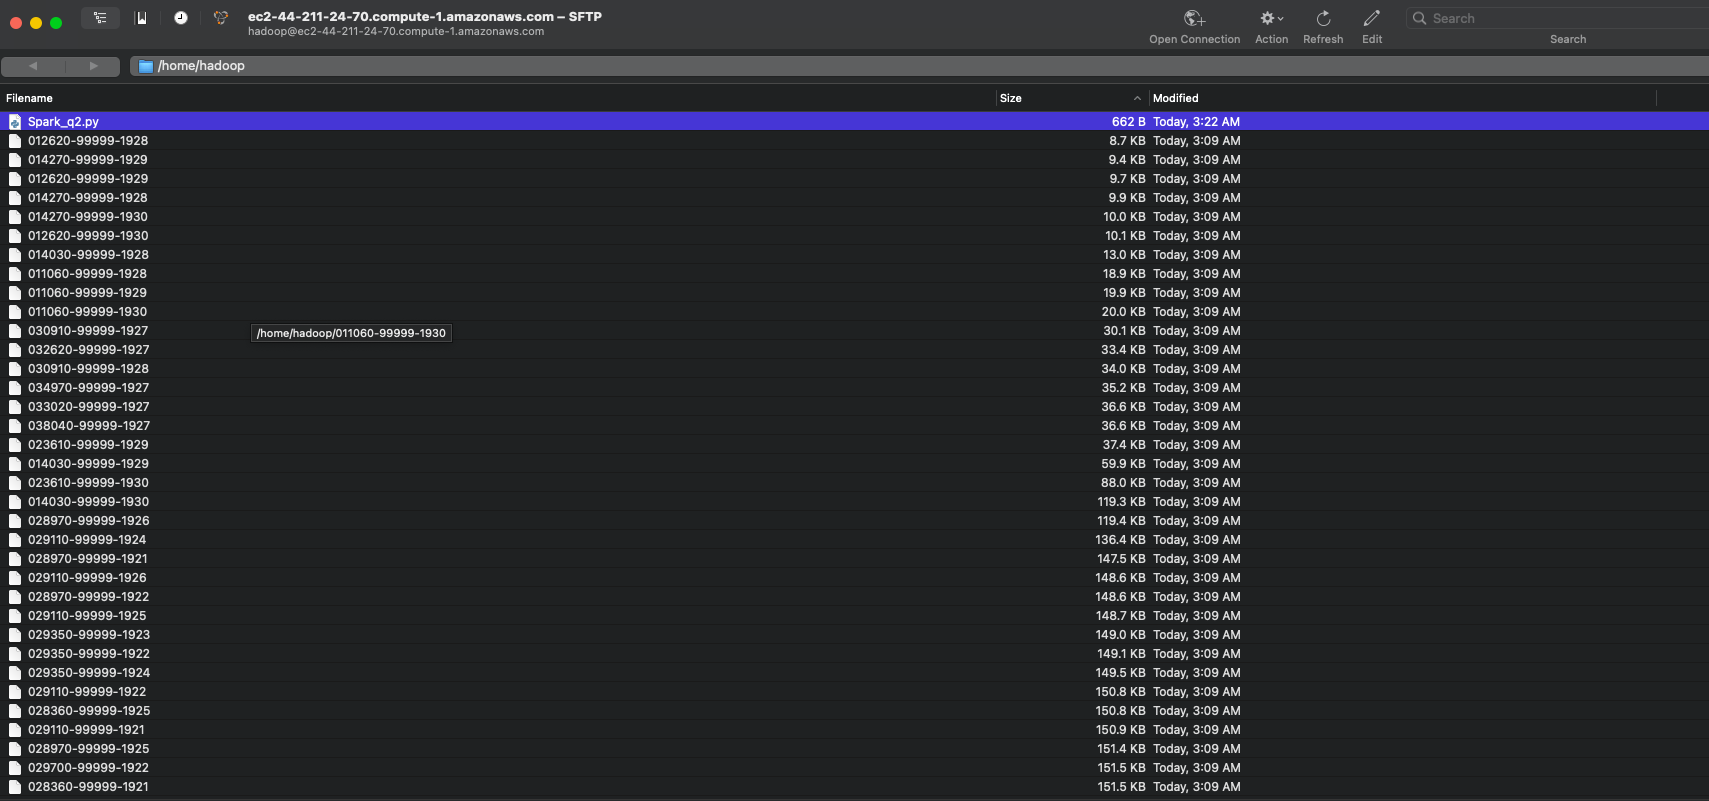 ec2-44-211-24-70.compute-1.amazonaws.com – SFTP
hadoop@ec2-44-211-24-70.compute-1.amazonaws.com
Open Connection Action Refresh Edit Search
Search
/home/hadoop
Filename Size Modified
Spark_q2.py 662 B Today, 3:22 AM
012620-99999-1928 8.7 KB Today, 3:09 AM
014270-99999-1929 9.4 KB Today, 3:09 AM
012620-99999-1929 9.7 KB Today, 3:09 AM
014270-99999-1928 9.9 KB Today, 3:09 AM
014270-99999-1930 10.0 KB Today, 3:09 AM
012620-99999-1930 10.1 KB Today, 3:09 AM
014030-99999-1928 13.0 KB Today, 3:09 AM
011060-99999-1928 18.9 KB Today, 3:09 AM
011060-99999-1929 19.9 KB Today, 3:09 AM
011060-99999-1930 20.0 KB Today, 3:09 AM
030910-99999-1927 30.1 KB Today, 3:09 AM
/home/hadoop/011060-99999-1930
032620-99999-1927 33.4 KB Today, 3:09 AM
030910-99999-1928 34.0 KB Today, 3:09 AM
034970-99999-1927 35.2 KB Today, 3:09 AM
033020-99999-1927 36.6 KB Today, 3:09 AM
038040-99999-1927 36.6 KB Today, 3:09 AM
023610-99999-1929 37.4 KB Today, 3:09 AM
014030-99999-1929 59.9 KB Today, 3:09 AM
023610-99999-1930 88.0 KB Today, 3:09 AM
014030-99999-1930 119.3 KB Today, 3:09 AM
028970-99999-1926 119.4 KB Today, 3:09 AM
029110-99999-1924 136.4 KB Today, 3:09 AM
028970-99999-1921 147.5 KB Today, 3:09 AM
029110-99999-1926 148.6 KB Today, 3:09 AM
028970-99999-1922 148.6 KB Today, 3:09 AM
029110-99999-1925 148.7 KB Today, 3:09 AM
029350-99999-1923 149.0 KB Today, 3:09 AM
029350-99999-1922 149.1 KB Today, 3:09 AM
029350-99999-1924 149.5 KB Today, 3:09 AM
029110-99999-1922 150.8 KB Today, 3:09 AM
028360-99999-1925 150.8 KB Today, 3:09 AM
029110-99999-1921 150.9 KB Today, 3:09 AM
028970-99999-1925 151.4 KB Today, 3:09 AM
029700-99999-1922 151.5 KB Today, 3:09 AM
028360-99999-1921 151.5 KB Today, 3:09 AM